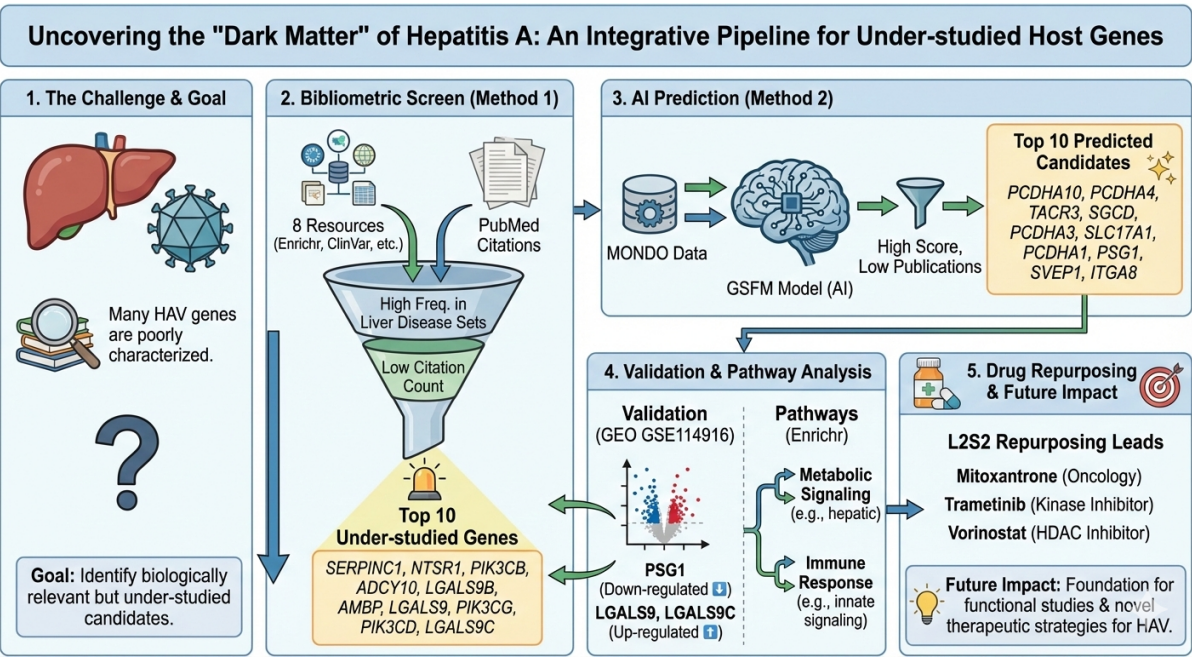 Uncovering the "Dark Matter" of Hepatitis A: An Integrative Pipeline for Under-studied Host Genes
1. The Challenge & Goal
Many HAV genes
are poorly
characterized.
?
Goal: Identify biologically
relevant but under-studied
candidates.
2. Bibliometric Screen (Method 1)
8 Resources
(Enrichr, ClinVar, etc.)
PubMed
Citations
High Freq. in
Liver Disease Sets
Low Citation
Count
Top 10
Under-studied Genes
SERPINC1, NTSR1, PIK3CB,
ADCY10, LGALS9B,
AMBP, LGALS9, PIK3CG,
PIK3CD, LGALS9C
3. AI Prediction (Method 2)
MONDO Data
GSFM Model (AI)
High Score,
Low Publications
Top 10 Predicted
Candidates
PCDHA10, PCDHA4,
TACR3, SGCD,
PCDHA3, SLC17A1,
PCDHA1, PSG1,
SVEP1, ITGA8
4. Validation & Pathway Analysis
Validation
(GEO GSE114916)
PSG1
(Down-regulated ⬇)
LGALS9, LGALS9C
(Up-regulated ⬆)
Pathways
(Enrichr)
Metabolic
Signaling
(e.g., hepatic)
Immune
Response
(e.g., innate
signaling)
5. Drug Repurposing
& Future Impact
L2S2 Repurposing Leads
Mitoxantrone (Oncology)
Trametinib (Kinase Inhibitor)
Vorinostat (HDAC Inhibitor)
Future Impact: Foundation for
functional studies & novel
therapeutic strategies for HAV.